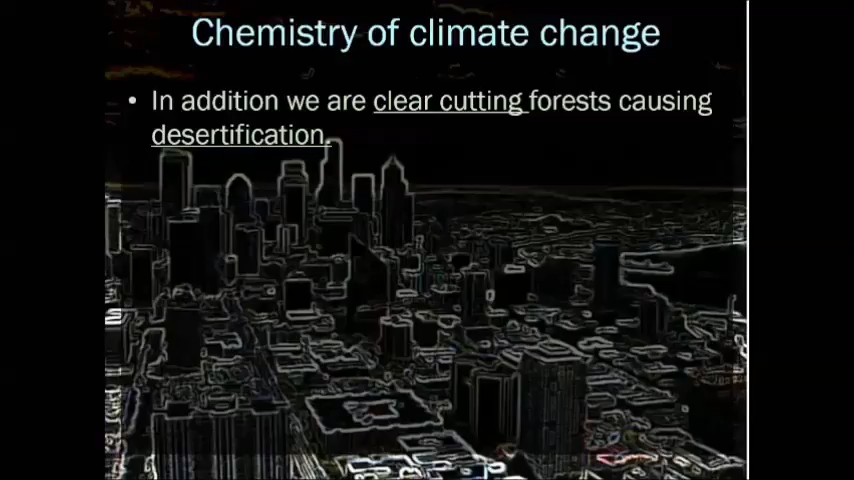 Chemistry of climate change
• In addition we are clear cutting forests causing
desertification.